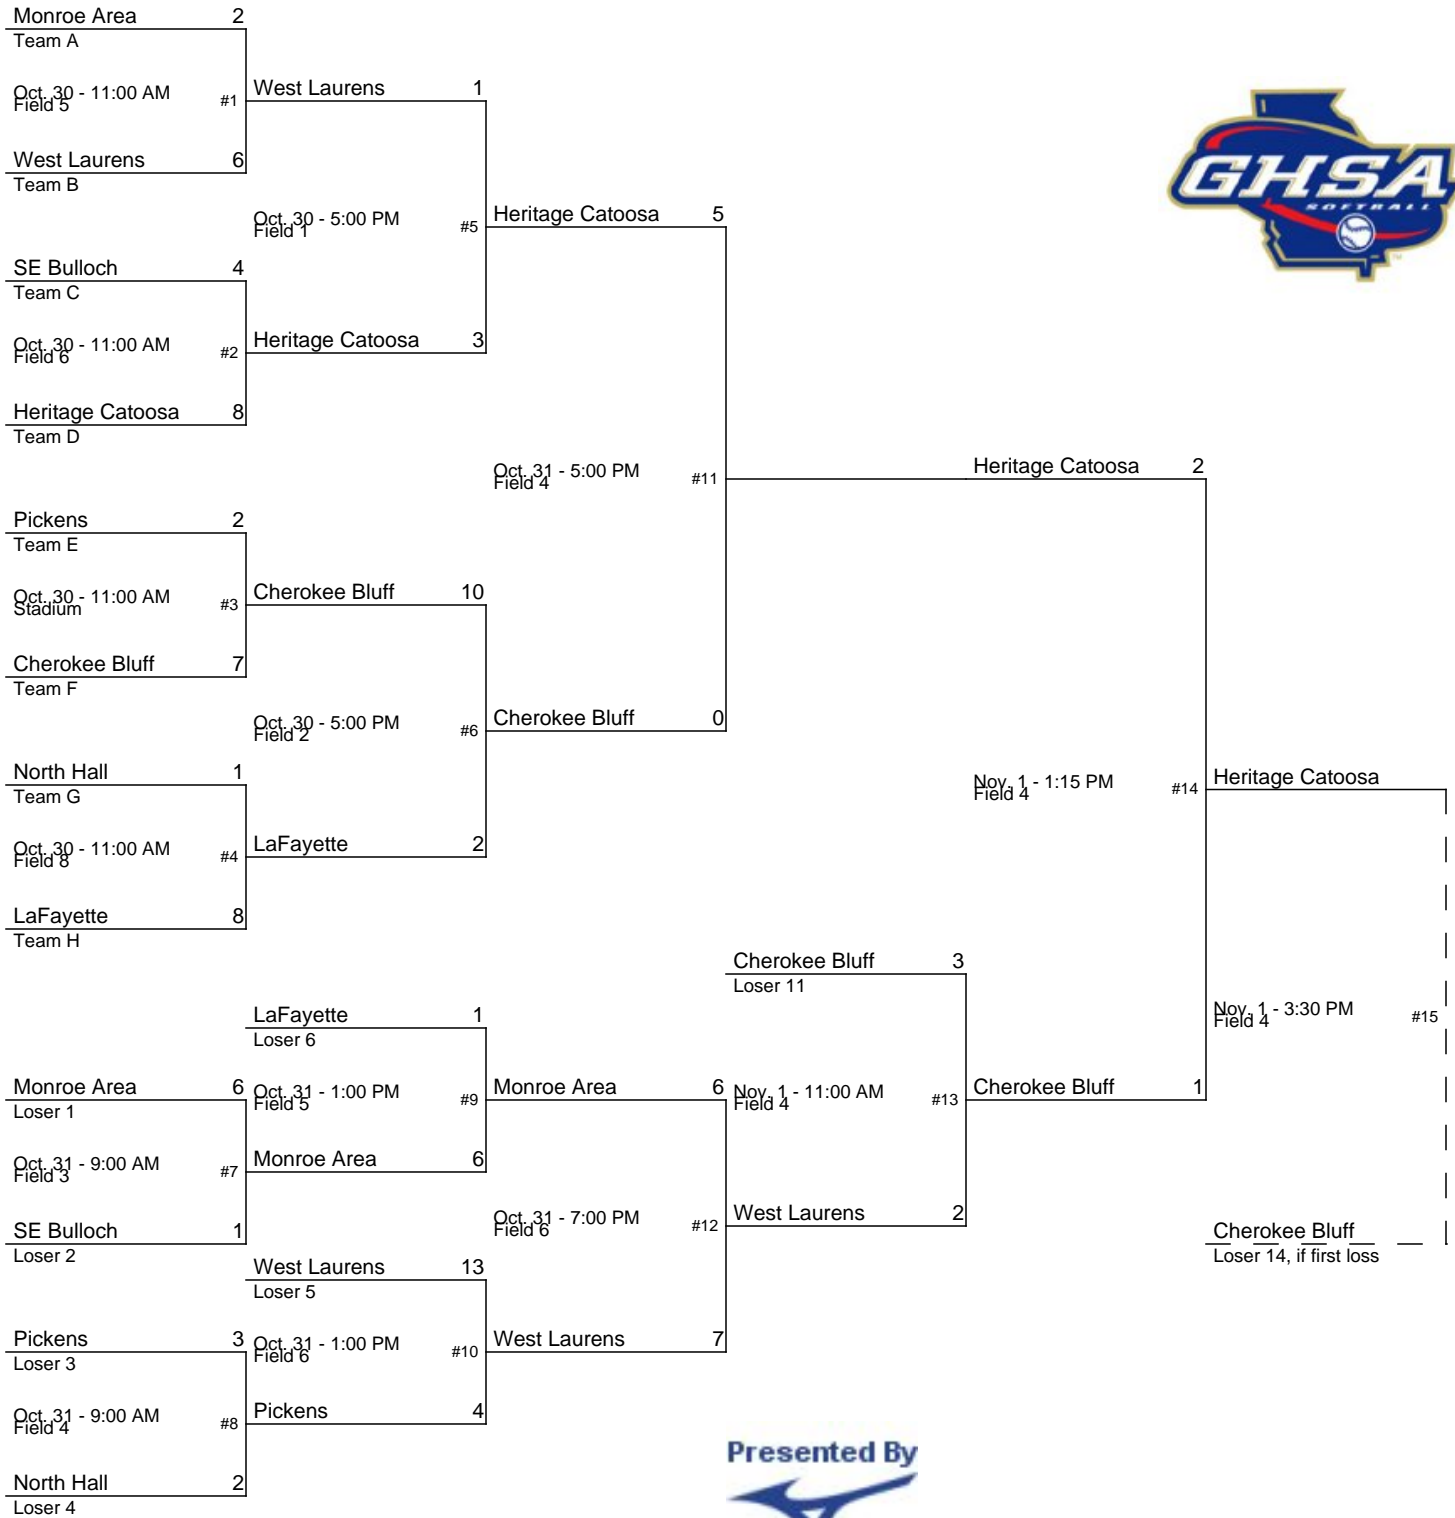 Monroe Area 2
Team A
Oct. 30 - 11:00 AM
Field 5
#1
West Laurens 6
Team B
West Laurens 1
Oct. 30 - 5:00 PM
Field 1
#5
SE Bulloch 4
Team C
Oct. 30 - 11:00 AM
Field 6
#2
Heritage Catoosa 8
Team D
Heritage Catoosa 3
Heritage Catoosa 5
GHSA
SOFTBALL
TM
Oct. 31 - 5:00 PM
Field 4
#11
Pickens 2
Team E
Oct. 30 - 11:00 AM
Stadium
#3
Cherokee Bluff 7
Team F
Cherokee Bluff 10
Oct. 30 - 5:00 PM
Field 2
#6
North Hall 1
Team G
Oct. 30 - 11:00 AM
Field 8
#4
LaFayette 8
Team H
LaFayette 2
Cherokee Bluff 0
Heritage Catoosa 2
Nov. 1 - 1:15 PM
Field 4
#14
Heritage Catoosa
LaFayette 1
Loser 6
Oct. 31 - 1:00 PM
Field 5
#9
Monroe Area 6
Loser 1
Oct. 31 - 9:00 AM
Field 3
#7
SE Bulloch 1
Loser 2
Monroe Area 6
Monroe Area 6
Oct. 31 - 7:00 PM
Field 6
#12
West Laurens 13
Loser 5
Oct. 31 - 1:00 PM
Field 6
#10
Pickens 3
Loser 3
Oct. 31 - 9:00 AM
Field 4
#8
North Hall 2
Loser 4
Pickens 4
West Laurens 7
Cherokee Bluff 3
Loser 11
Nov. 1 - 11:00 AM
Field 4
#13
West Laurens 2
Cherokee Bluff 1
Nov. 1 - 3:30 PM
Field 4
#15
Cherokee Bluff
Loser 14, if first loss
Presented By